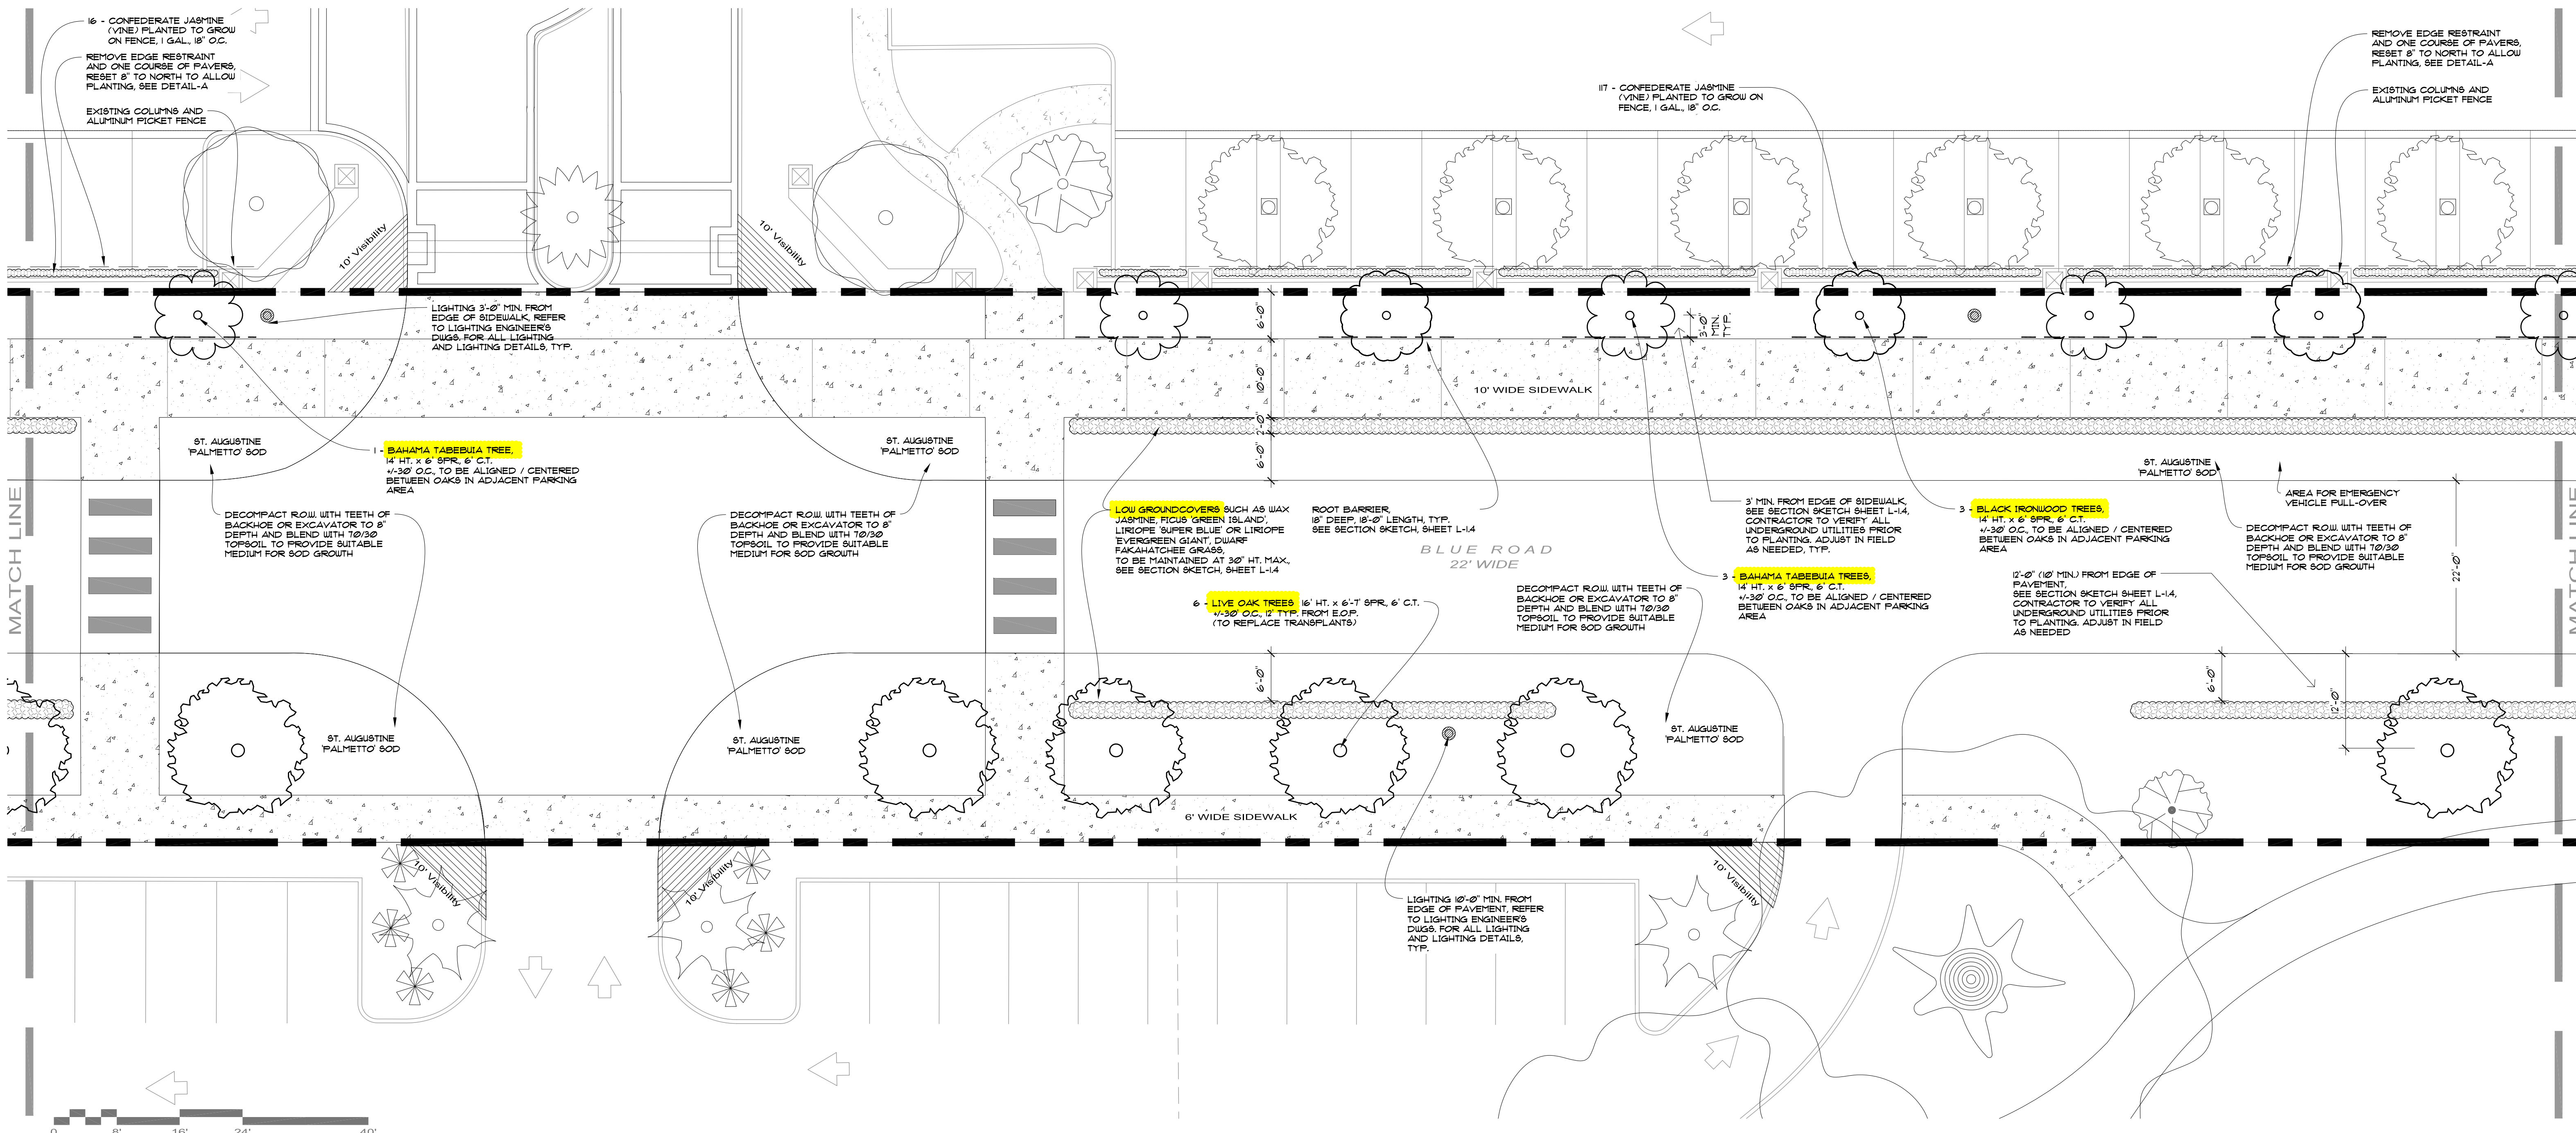 16 - CONFEDERATE JASMINE
(VINE) PLANTED TO GROW
ON FENCE, 1 GAL., 18" O.C.
REMOVE EDGE RESTRAINT
AND ONE COURSE OF PAVERS,
RESET 8" TO NORTH TO ALLOW
PLANTING, SEE DETAIL-A
EXISTING COLUMNS AND
ALUMINUM PICKET FENCE
117 - CONFEDERATE JASMINE
(VINE) PLANTED TO GROW ON
FENCE, 1 GAL., 18" O.C.
REMOVE EDGE RESTRAINT
AND ONE COURSE OF PAVERS,
RESET 8" TO NORTH TO ALLOW
PLANTING, SEE DETAIL-A
EXISTING COLUMNS AND
ALUMINUM PICKET FENCE
10' Visibility
10' Visibility
LIGHTING 3'-0" MIN. FROM
EDGE OF SIDEWALK, REFER
TO LIGHTING ENGINEER'S
DWGS. FOR ALL LIGHTING
AND LIGHTING DETAILS, TYP.
6'-0"
3'-0"
MIN.
TYP.
10'-0"
10' WIDE SIDEWALK
2'-0"
6'-0"
ST. AUGUSTINE
'PALMETTO' SOD
1 - BAHAMA TABEBUIA TREE,
14' HT. x 6' SPR., 6' C.T.
+/-30' O.C., TO BE ALIGNED / CENTERED
BETWEEN OAKS IN ADJACENT PARKING
AREA
ST. AUGUSTINE
'PALMETTO' SOD
ST. AUGUSTINE
'PALMETTO' SOD
AREA FOR EMERGENCY
VEHICLE PULL-OVER
MATCH LINE
DECOMPACT R.O.W. WITH TEETH OF
BACKHOE OR EXCAVATOR TO 8"
DEPTH AND BLEND WITH 70/30
TOPSOIL TO PROVIDE SUITABLE
MEDIUM FOR SOD GROWTH
DECOMPACT R.O.W. WITH TEETH OF
BACKHOE OR EXCAVATOR TO 8"
DEPTH AND BLEND WITH 70/30
TOPSOIL TO PROVIDE SUITABLE
MEDIUM FOR SOD GROWTH
LOW GROUNDCOVERS SUCH AS WAX
JASMINE, FICUS 'GREEN ISLAND',
LIRIOPE 'SUPER BLUE' OR LIRIOPE
'EVERGREEN GIANT', DWARF
FAKAHATCHEE GRASS,
TO BE MAINTAINED AT 30" HT. MAX.,
SEE SECTION SKETCH, SHEET L-1.4
ROOT BARRIER,
18" DEEP, 18'-0" LENGTH, TYP.
SEE SECTION SKETCH, SHEET L-1.4
BLUE ROAD
22' WIDE
3' MIN. FROM EDGE OF SIDEWALK,
SEE SECTION SKETCH SHEET L-1.4,
CONTRACTOR TO VERIFY ALL
UNDERGROUND UTILITIES PRIOR
TO PLANTING. ADJUST IN FIELD
AS NEEDED, TYP.
3 - BLACK IRONWOOD TREES,
14' HT. x 6' SPR., 6' C.T.
+/-30' O.C., TO BE ALIGNED / CENTERED
BETWEEN OAKS IN ADJACENT PARKING
AREA
DECOMPACT R.O.W. WITH TEETH OF
BACKHOE OR EXCAVATOR TO 8"
DEPTH AND BLEND WITH 70/30
TOPSOIL TO PROVIDE SUITABLE
MEDIUM FOR SOD GROWTH
22'-0"
MATCH LINE
3 - BAHAMA TABEBUIA TREES,
14' HT. x 6' SPR., 6' C.T.
+/-30' O.C., TO BE ALIGNED / CENTERED
BETWEEN OAKS IN ADJACENT PARKING
AREA
12'-0" (10' MIN.) FROM EDGE OF
PAVEMENT,
SEE SECTION SKETCH SHEET L-1.4,
CONTRACTOR TO VERIFY ALL
UNDERGROUND UTILITIES PRIOR
TO PLANTING. ADJUST IN FIELD
AS NEEDED
6 - LIVE OAK TREES 16' HT. x 6'-7' SPR., 6' C.T.
+/-30' O.C., 12' TYP. FROM E.O.P.
(TO REPLACE TRANSPLANTS)
DECOMPACT R.O.W. WITH TEETH OF
BACKHOE OR EXCAVATOR TO 8"
DEPTH AND BLEND WITH 70/30
TOPSOIL TO PROVIDE SUITABLE
MEDIUM FOR SOD GROWTH
6'-0"
6'-0"
12'-0"
ST. AUGUSTINE
'PALMETTO' SOD
ST. AUGUSTINE
'PALMETTO' SOD
ST. AUGUSTINE
'PALMETTO' SOD
6' WIDE SIDEWALK
10' Visibility
10' Visibility
10' Visibility
LIGHTING 10'-0" MIN. FROM
EDGE OF PAVEMENT, REFER
TO LIGHTING ENGINEER'S
DWGS. FOR ALL LIGHTING
AND LIGHTING DETAILS,
TYP.
0 8' 16' 24' 40'